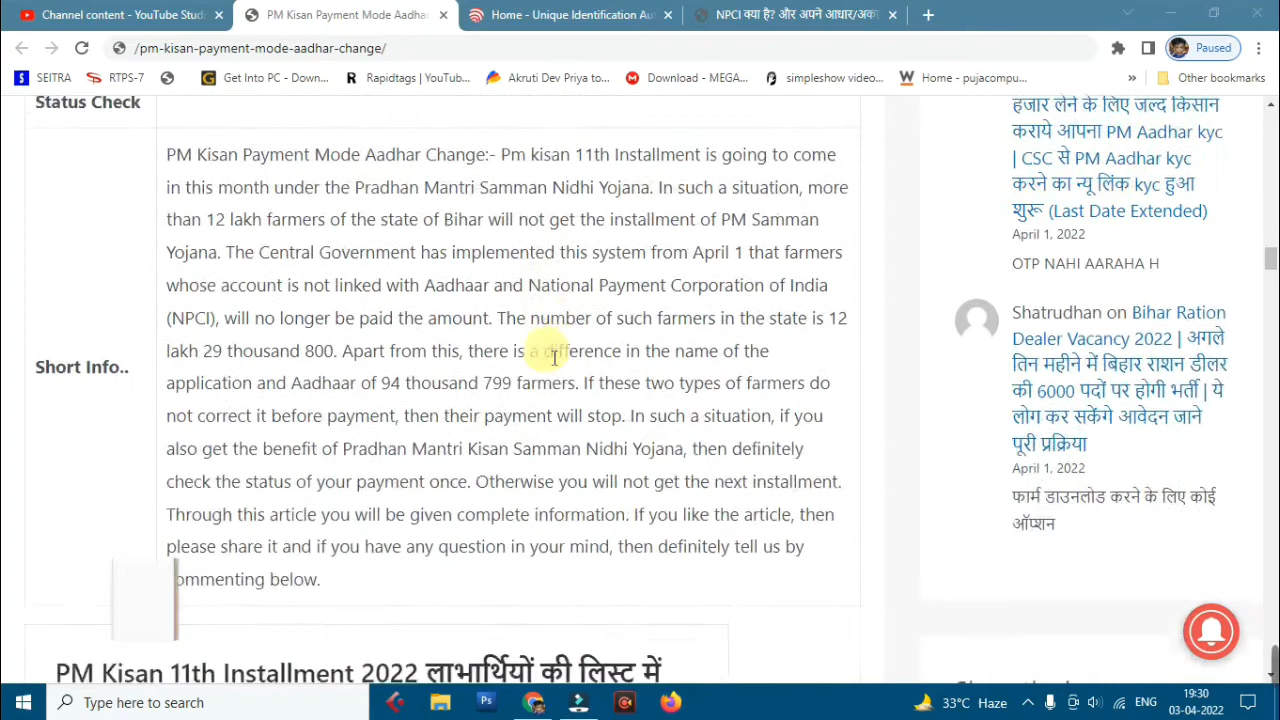 Channel content - YouTube Stud
PM Kisan Payment Mode Aadhar
Home - Unique Identification Aut
NPCI क्या है? और अपने आधार/अका
/pm-kisan-payment-mode-aadhar-change/
Paused
SEITRA
RTPS-7
Get Into PC - Down...
Rapidtags | YouTub...
Akruti Dev Priya to...
Download - MEGA...
simpleshow video...
Home - pujacompu...
»
Other bookmarks
Status Check
Short Info..
PM Kisan Payment Mode Aadhar Change:- Pm kisan 11th Installment is going to come
in this month under the Pradhan Mantri Samman Nidhi Yojana. In such a situation, more
than 12 lakh farmers of the state of Bihar will not get the installment of PM Samman
Yojana. The Central Government has implemented this system from April 1 that farmers
whose account is not linked with Aadhaar and National Payment Corporation of India
(NPCI), will no longer be paid the amount. The number of such farmers in the state is 12
lakh 29 thousand 800. Apart from this, there is a difference in the name of the
application and Aadhaar of 94 thousand 799 farmers. If these two types of farmers do
not correct it before payment, then their payment will stop. In such a situation, if you
also get the benefit of Pradhan Mantri Kisan Samman Nidhi Yojana, then definitely
check the status of your payment once. Otherwise you will not get the next installment.
Through this article you will be given complete information. If you like the article, then
please share it and if you have any question in your mind, then definitely tell us by
commenting below.
PM Kisan 11th Installment 2022 लाभार्थियों की लिस्ट में
हजार लेने के लिए जल्द किसान
कराये आपना PM Aadhar kyc
| CSC से PM Aadhar kyc
करने का न्यू लिंक kyc हुआ
शुरू (Last Date Extended)
April 1, 2022
OTP NAHI AARAHA H
Shatrudhan on Bihar Ration
Dealer Vacancy 2022 | अगले
तिन महीने में बिहार राशन डीलर
की 6000 पदों पर होगी भर्ती | ये
लोग कर सकेंगे आवेदन जाने
पूरी प्रक्रिया
April 1, 2022
फार्म डाउनलोड करने के लिए कोई
ऑप्शन
Type here to search
Ps
33°C Haze
ENG
19:30
03-04-2022